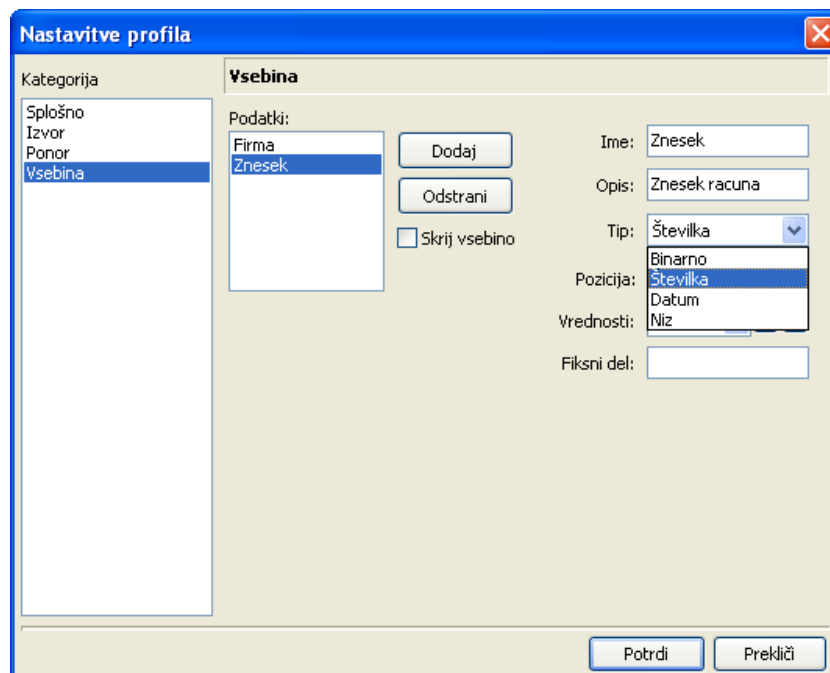 Nastavitve profila
Kategorija
Splošno
Izvor
Ponor
Vsebina
Vsebina
Podatki:
Firma
Znesek
Dodaj
Odstrani
Skrij vsebino
Ime: Znesek
Opis: Znesek racuna
Tip: Številka
Binarno
Številka
Datum
Niz
Pozicija:
Vrednosti:
Fiksni del:
Potrdi
Prekliči